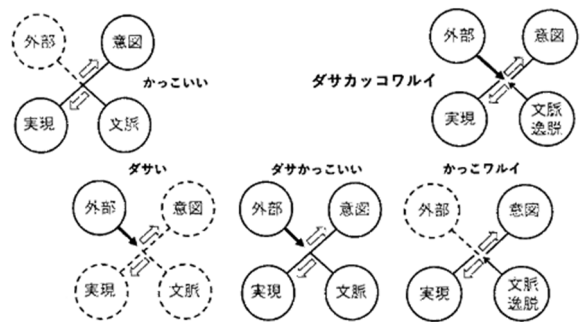 外部
意図
かっこいい
実現
文脈
ダサカッコワルイ
外部
意図
実現
文脈
逸脱
ダサい
外部
意図
実現
文脈
ダサかっこいい
外部
意図
実現
文脈
かっこワルイ
外部
意図
実現
文脈
逸脱